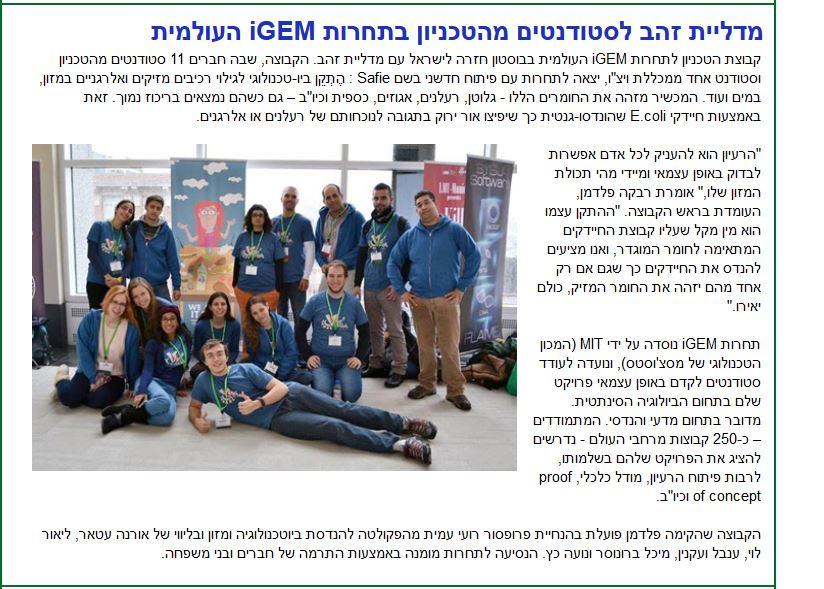 מדליית זהב לסטודנטים מהטכניון בתחרות iGEM העולמית
קבוצת הטכניון לתחרות iGEM העולמית בבוסטון חזרה לישראל עם מדליית זהב. הקבוצה, שבה חברים 11 סטודנטים מהטכניון
וסטודנט אחד ממכללת ויצ"ו, יצאה לתחרות עם פיתוח חדשני בשם Safie : הֶתְקֵן ביו-טכנולוגי לגילוי רכיבים מזיקים ואלרגניים במזון,
במים ועוד. המכשיר מזהה את החומרים הללו - גלוטן, רעלנים, אגוזים, כספית וכיו"ב – גם כשהם נמצאים בריכוז נמוך. זאת
באמצעות חיידקי E.coli שהונדסו-גנטית כך שיפיצו אור ירוק בתגובה לנוכחותם של רעלנים או אלרגנים.
"הרעיון הוא להעניק לכל אדם אפשרות
לבדוק באופן עצמאי ומיידי מהי תכולת
המזון שלו," אומרת רבקה פלדמן,
העומדת בראש הקבוצה. "ההתקן עצמו
הוא מין מקל שעליו קבוצת החיידקים
המתאימה לחומר המוגדר, ואנו מציעים
להנדס את החיידקים כך שגם אם רק
אחד מהם יזהה את החומר המזיק, כולם
יאירו."
תחרות iGEM נוסדה על ידי MIT (המכון
הטכנולוגי של מסצ'וסטס), ונועדה לעודד
סטודנטים לקדם באופן עצמאי פרויקט
שלם בתחום הביולוגיה הסינתטית.
מדובר בתחום מדעי והנדסי. המתמודדים
– כ-250 קבוצות מרחבי העולם - נדרשים
להציג את הפרויקט שלהם בשלמותו,
לרבות פיתוח הרעיון, מודל כלכלי, proof
of concept וכיו"ב.
הקבוצה שהקימה פלדמן פועלת בהנחיית פרופסור רועי עמית מהפקולטה להנדסת ביוטכנולוגיה ומזון ובליווי של אורנה עטאר, ליאור
לוי, ענבל ועקנין, מיכל ברונוסר ונועה כץ. הנסיעה לתחרות מומנה באמצעות התרמה של חברים ובני משפחה.